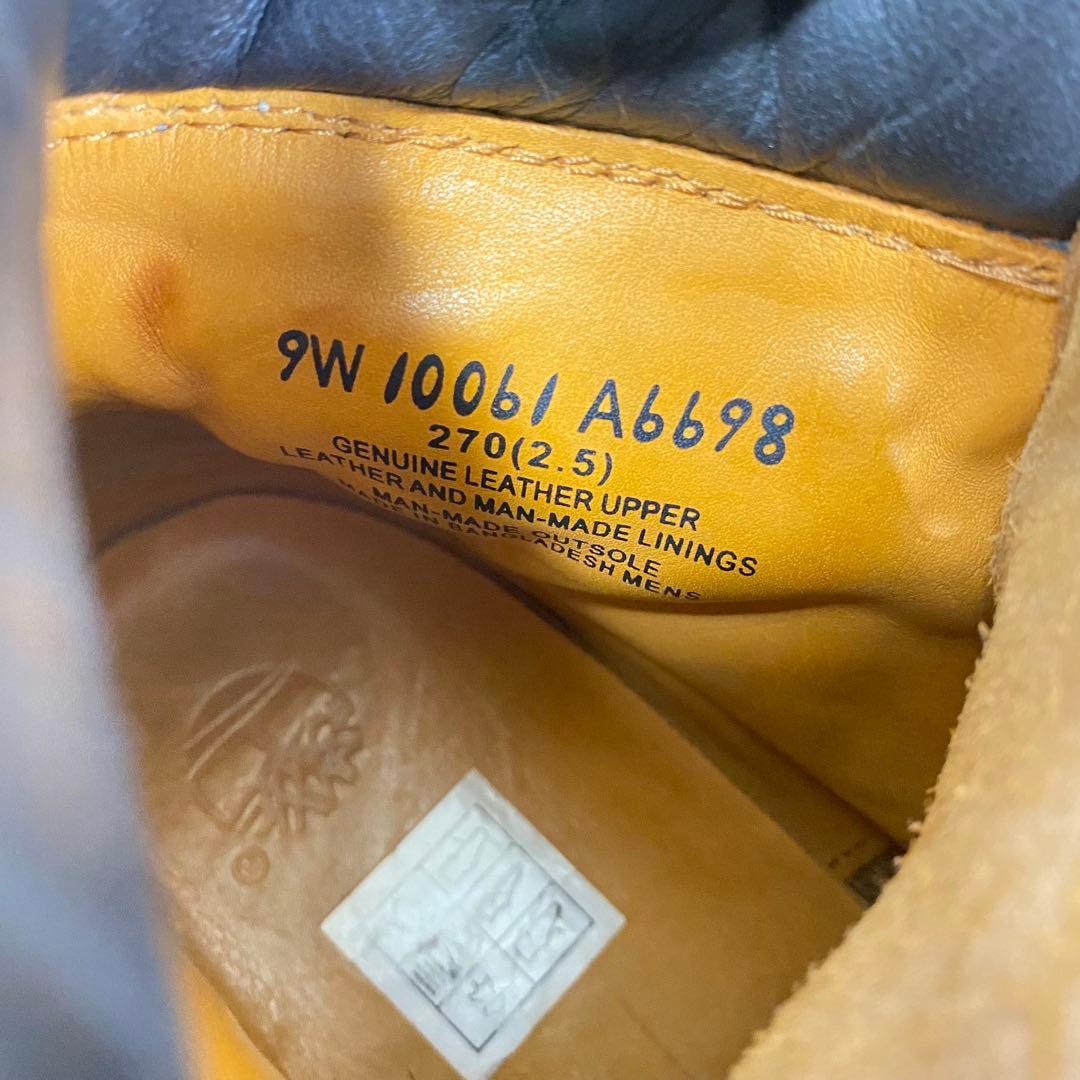 9W 10061 A6698
270(2.5)
GENUINE LEATHER UPPER
LEATHER AND MAN-MADE LININGS
MAN-MADE OUTSOLE
MADE IN BANGLADESH MENS
®